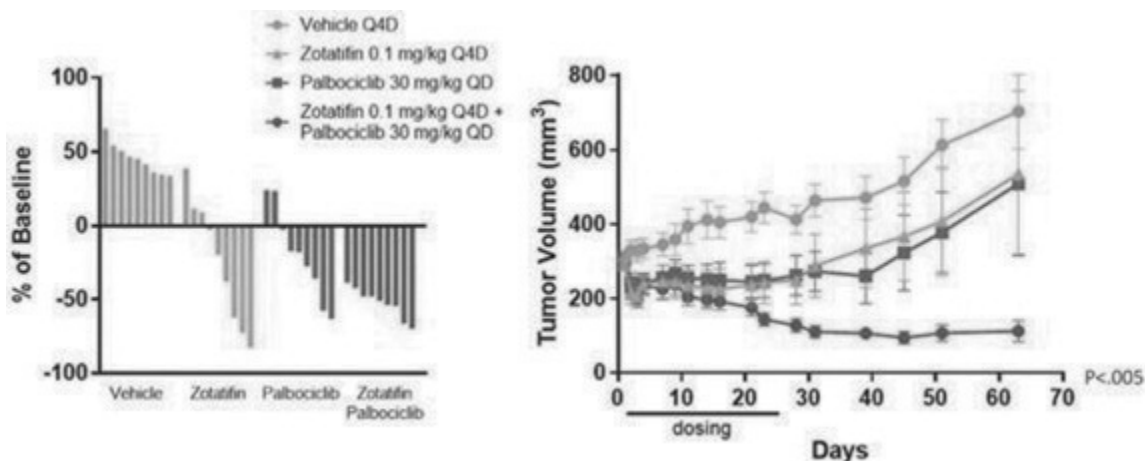 Vehicle Q4D
Zotatifin 0.1 mg/kg Q4D
Palbociclib 30 mg/kg QD
Zotatifin 0.1 mg/kg Q4D +
Palbociclib 30 mg/kg QD
% of Baseline
100
50
0
-50
-100
Vehicle
Zotatifin
Palbociclib
Zotatifin
Palbociclib
Tumor Volume (mm³)
800
600
400
200
0
0
10
20
30
40
50
60
70
P<.005
dosing
Days